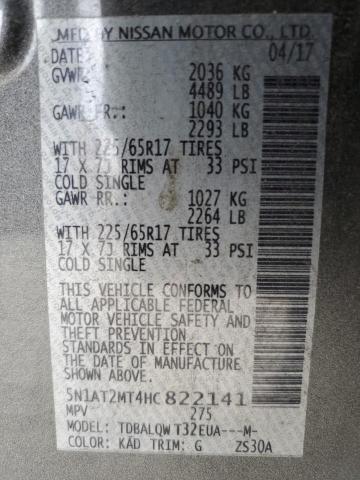 MFD BY NISSAN MOTOR CO., LTD.
DATE: 04/17
GVWR: 2036 KG
4489 LB
GAWR FR.: 1040 KG
2293 LB
WITH 225/65R17 TIRES
17 X 7J RIMS AT 33 PSI
COLD SINGLE
GAWR RR.: 1027 KG
2264 LB
WITH 225/65R17 TIRES
17 X 7J RIMS AT 33 PSI
COLD SINGLE
THIS VEHICLE CONFORMS TO
ALL APPLICABLE FEDERAL
MOTOR VEHICLE SAFETY AND
THEFT PREVENTION
STANDARDS IN EFFECT ON
THE DATE OF MANUFACTURE
SHOWN ABOVE.
5N1AT2MT4HC822141
MPV 275
MODEL: TDBALQW T32EUA---M-
COLOR: KAD TRIM: G ZS30A